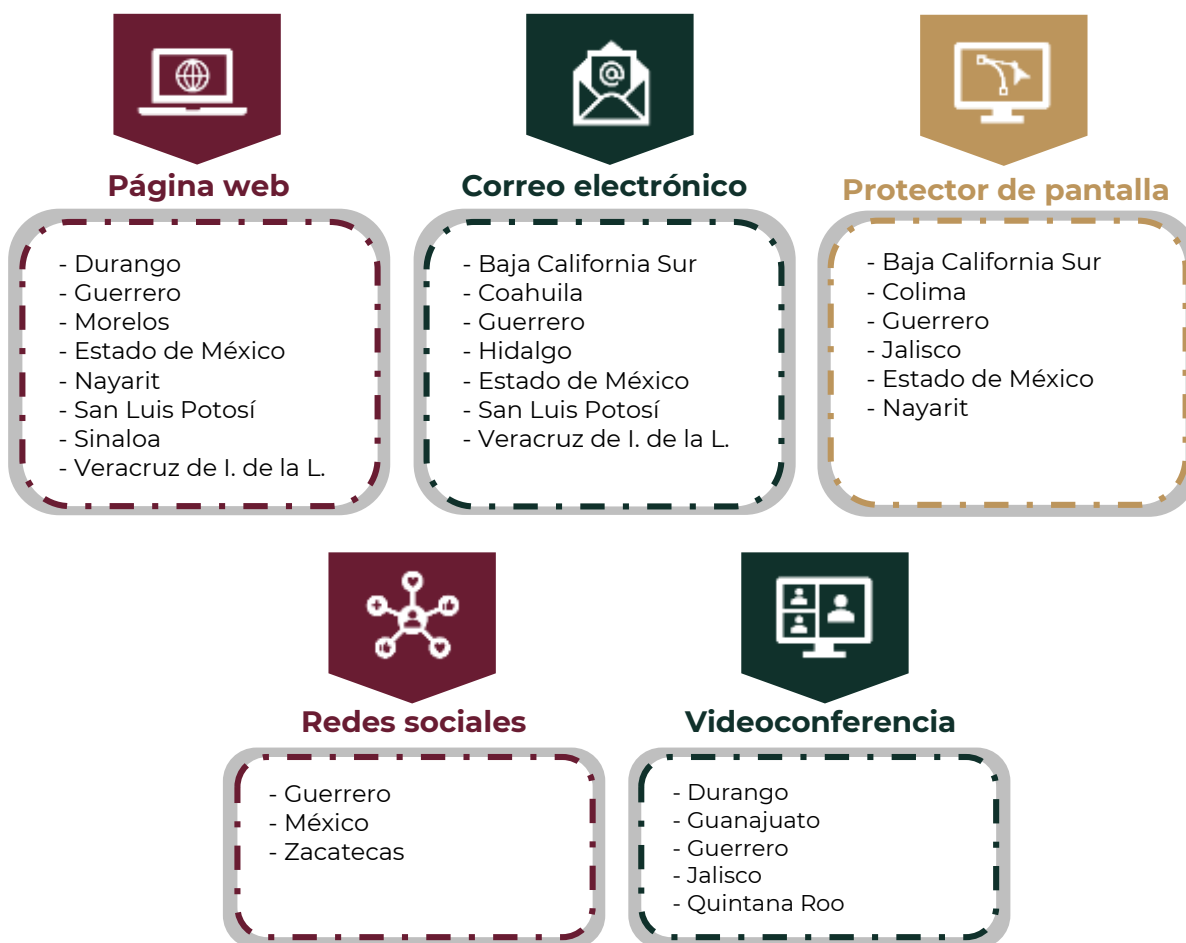 Página web
- Durango
- Guerrero
- Morelos
- Estado de México
- Nayarit
- San Luis Potosí
- Sinaloa
- Veracruz de I. de la L.
Correo electrónico
- Baja California Sur
- Coahuila
- Guerrero
- Hidalgo
- Estado de México
- San Luis Potosí
- Veracruz de I. de la L.
Protector de pantalla
- Baja California Sur
- Colima
- Guerrero
- Jalisco
- Estado de México
- Nayarit
Redes sociales
- Guerrero
- México
- Zacatecas
Videoconferencia
- Durango
- Guanajuato
- Guerrero
- Jalisco
- Quintana Roo